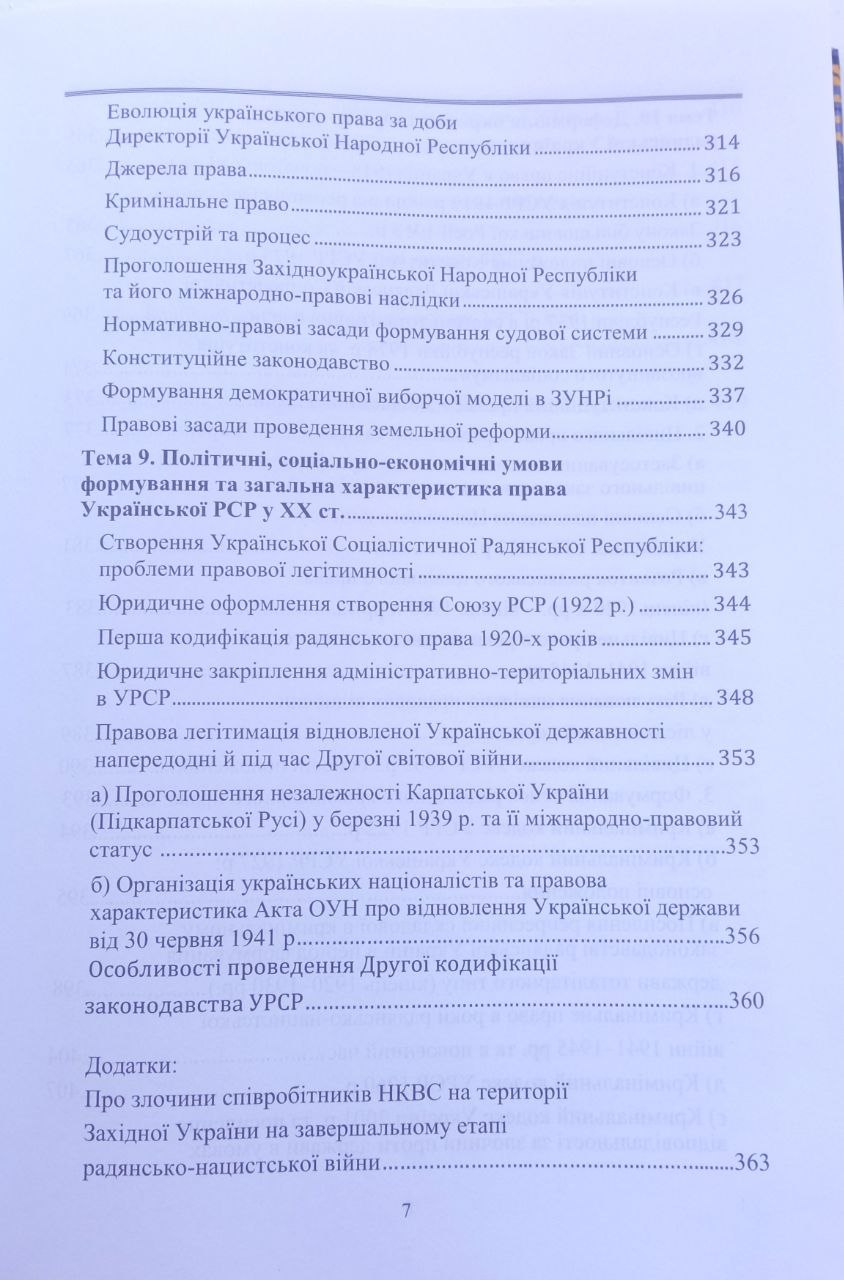 Еволюція українського права за доби
Директорії Української Народної Республіки ........................ 314
Джерела права.................................................................... 316
Кримінальне право.............................................................. 321
Судоустрій та процес .......................................................... 323
Проголошення Західноукраїнської Народної Республіки
та його міжнародно-правові наслідки.................................. 326
Нормативно-правові засади формування судової системи ...... 329
Конституційне законодавство .............................................. 332
Формування демократичної виборчої моделі в ЗУНРі ............ 337
Правові засади проведення земельної реформи..................... 340
Тема 9. Політичні, соціально-економічні умови
формування та загальна характеристика права
Української РСР у ХХ ст....................................................... 343
Створення Української Соціалістичної Радянської Республіки:
проблеми правової легітимності .......................................... 343
Юридичне оформлення створення Союзу РСР (1922 р.) .......... 344
Перша кодифікація радянського права 1920-х років ............... 345
Юридичне закріплення адміністративно-територіальних змін
в УРСР................................................................................ 348
Правова легітимація відновленої Української державності
напередодні й під час Другої світової війни.......................... 353
а) Проголошення незалежності Карпатської України
(Підкарпатської Русі) у березні 1939 р. та її міжнародно-правовий
статус ................................................................................ 353
б) Організація українських націоналістів та правова
характеристика Акта ОУН про відновлення Української держави
від 30 червня 1941 р............................................................ 356
Особливості проведення Другої кодифікації
законодавства УРСР............................................................ 360
Додатки:
Про злочини співробітників НКВС на території
Західної України на завершальному етапі
радянсько-нацистської війни................................................ 363
7